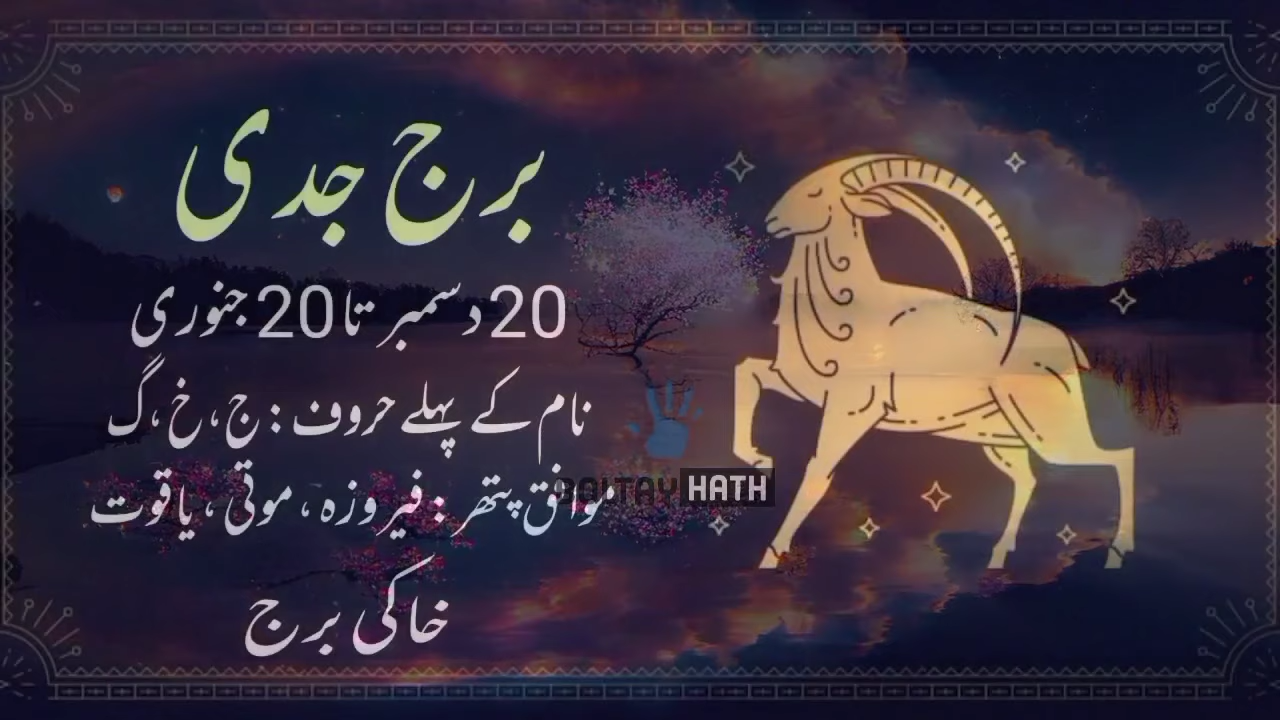 برج جدی
20 دسمبر تا 20 جنوری
نام کے پہلے حروف : ج، خ، گ
موافق پتھر : فیروزہ ، موتی، یاقوت
BOLTAY HATH
خاکی برج